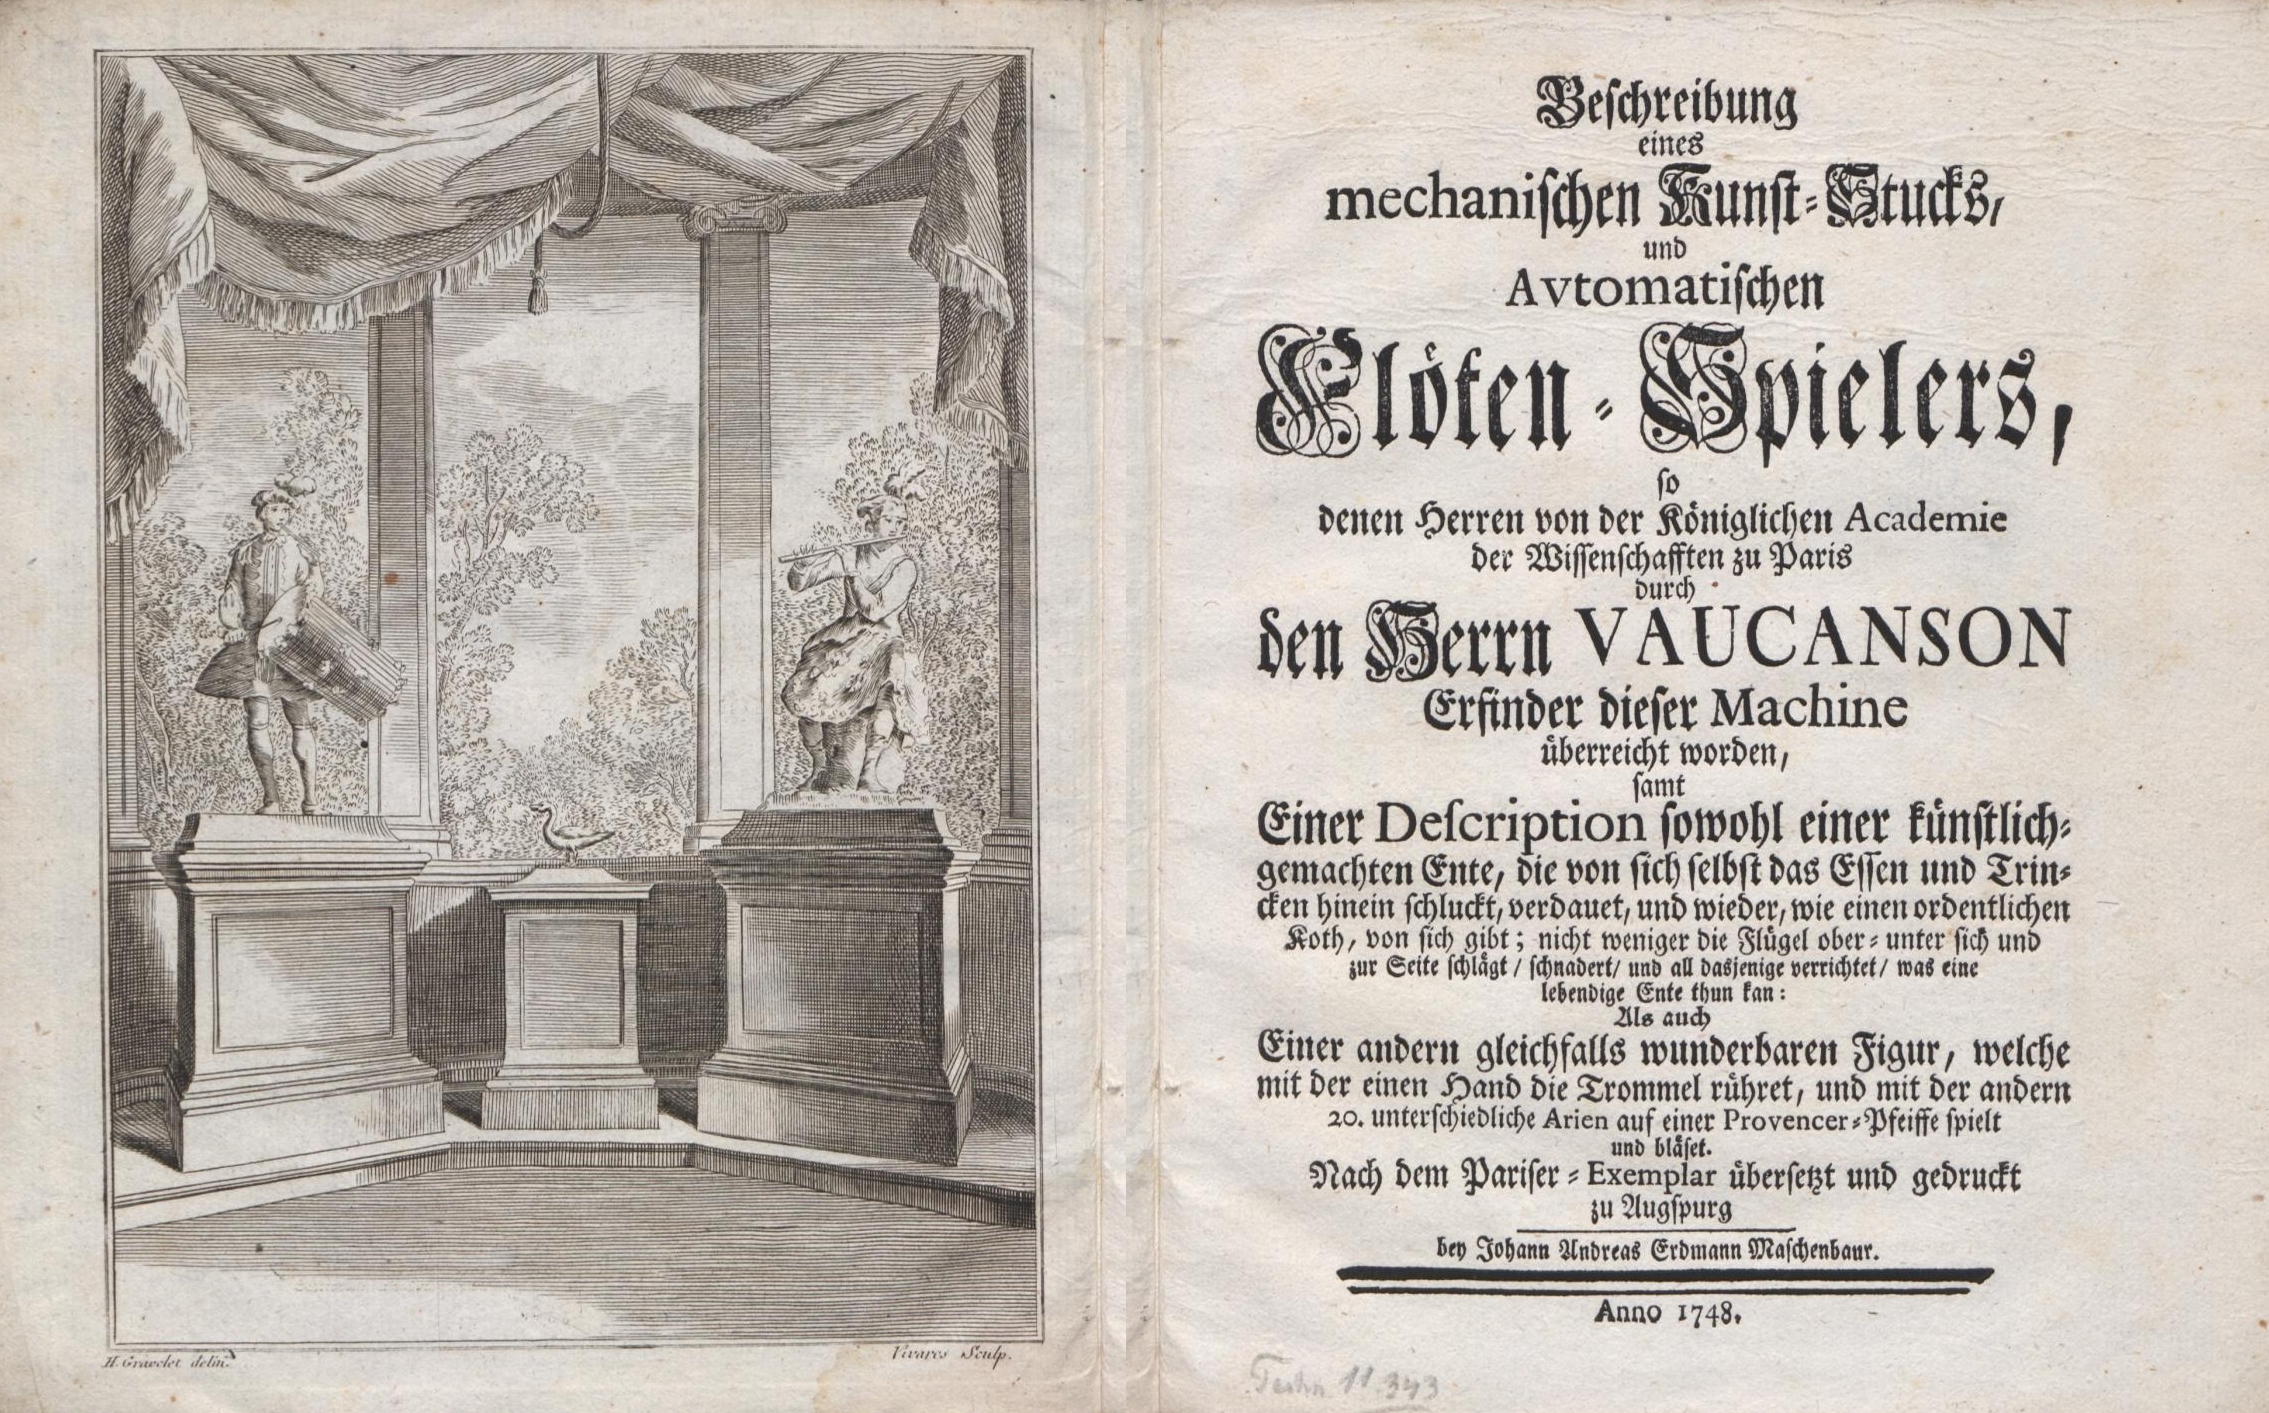 H. Gravelot delin.
Vivares Sculp.
Beſchreibung
eines
mechaniſchen Kunſt-Stucks,
und
Avtomatiſchen
Flöten-Spielers,
ſo
denen Herren von der Königlichen Academie
der Wiſſenſchafften zu Paris
durch
den Herrn VAUCANSON
Erfinder dieſer Machine
überreicht worden,
ſamt
Einer Deſcription ſowohl einer künſtlich-
gemachten Ente, die von ſich ſelbſt das Eſſen und Trin-
cken hinein ſchluckt, verdauet, und wieder, wie einen ordentlichen
Koth, von ſich gibt; nicht weniger die Flügel ober-unter ſich und
zur Seite ſchlägt/ ſchnadert/ und all dasjenige verrichtet/ was eine
lebendige Ente thun kan:
Als auch
Einer andern gleichfalls wunderbaren Figur, welche
mit der einen Hand die Trommel rühret, und mit der andern
20. unterſchiedliche Arien auf einer Provencer-Pfeiffe ſpielt
und bläſet.
Nach dem Pariſer-Exemplar überſetzt und gedruckt
zu Augſpurg
bey Johann Andreas Erdmann Maſchenbaur.
Anno 1748.
Techn. 11.343